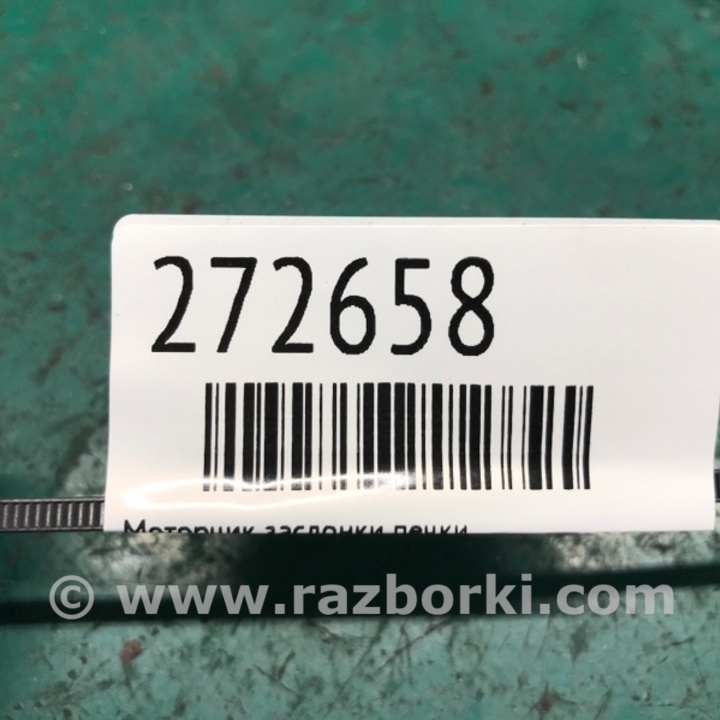 272658
Моторчик заслонки печки
© www.razborki.com